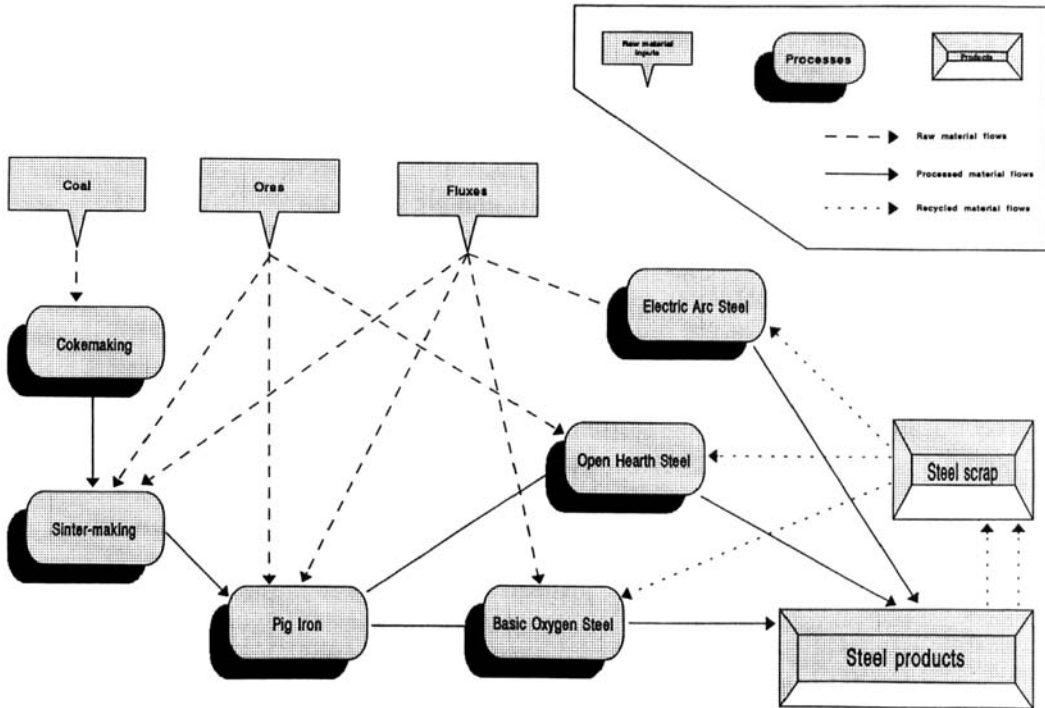 Raw material
inputs
Processes
Products
Raw material flows
Processed material flows
Recycled material flows
Coal
Ores
Fluxes
Electric Arc Steel
Cokemaking
Open Hearth Steel
Steel scrap
Sinter-making
Pig Iron
Basic Oxygen Steel
Steel products